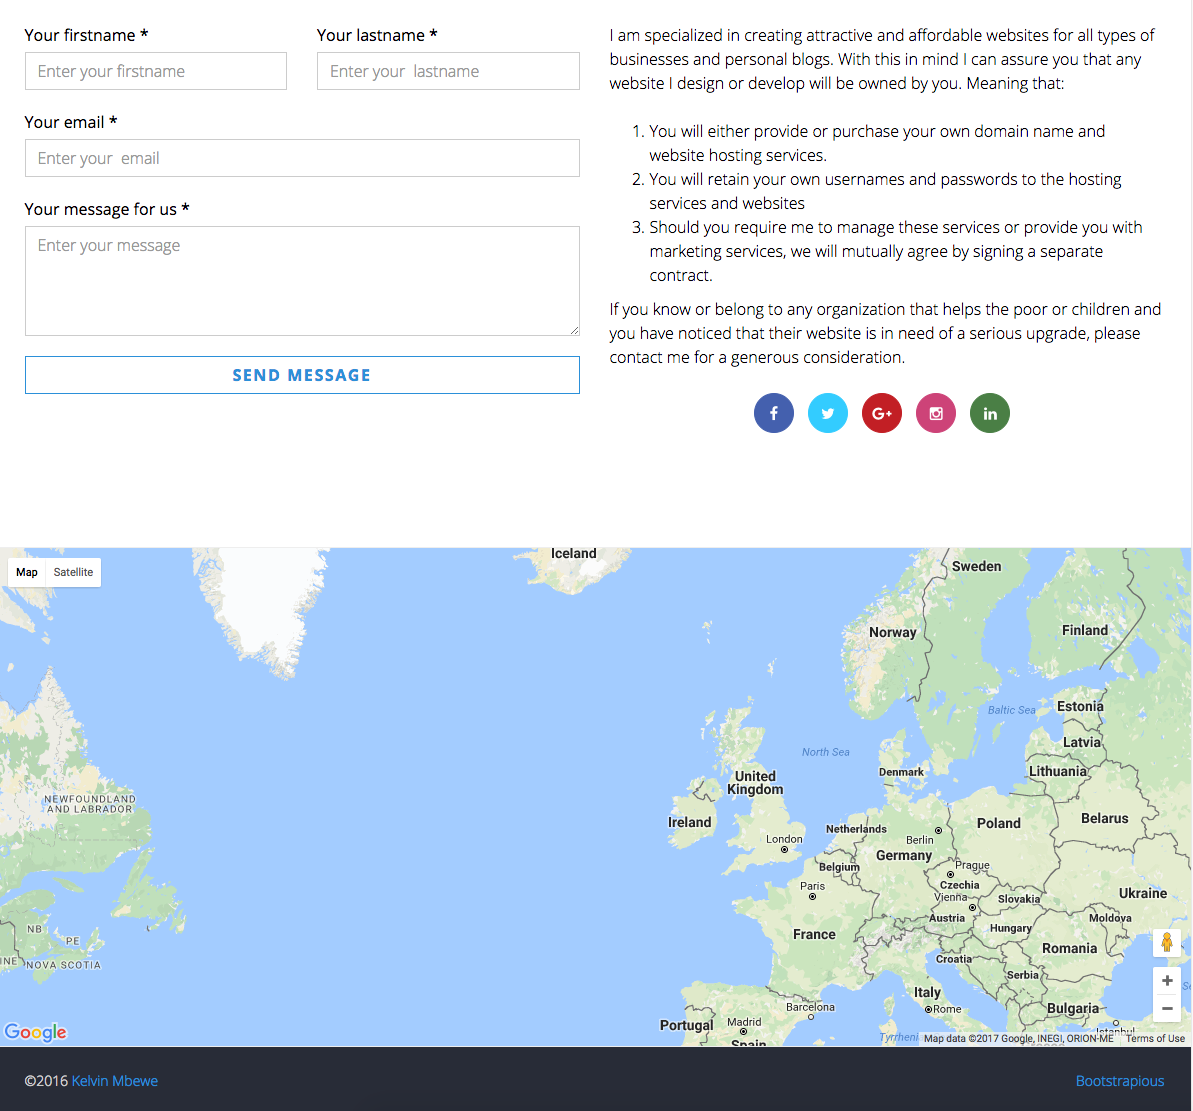 Your firstname *
Your lastname *
Enter your firstname
Enter your  lastname
Your email *
Enter your  email
Your message for us *
Enter your message
SEND MESSAGE
I am specialized in creating attractive and affordable websites for all types of
businesses and personal blogs. With this in mind I can assure you that any
website I design or develop will be owned by you. Meaning that:
1. You will either provide or purchase your own domain name and
website hosting services.
2. You will retain your own usernames and passwords to the hosting
services and websites
3. Should you require me to manage these services or provide you with
marketing services, we will mutually agree by signing a separate
contract.
If you know or belong to any organization that helps the poor or children and
you have noticed that their website is in need of a serious upgrade, please
contact me for a generous consideration.
f
G+
in
Map
Satellite
Iceland
Sweden
Norway
Finland
Baltic Sea
Estonia
North Sea
Latvia
Denmark
Lithuania
United
Kingdom
NEWFOUNDLAND
AND LABRADOR
Ireland
Netherlands
Poland
Belarus
London
Berlin
Germany
Belgium
Prague
Paris
Czechia
Vienna
Slovakia
Ukraine
Austria
Moldova
Hungary
NB
PE
France
Romania
Croatia
INE
NOVA SCOTIA
Serbia
Italy
Barcelona
Rome
Bulgaria
Portugal
Madrid
Istanbul
Spain
Tyrrheni
+
−
Google
Map data ©2017 Google, INEGI, ORION-ME
Terms of Use
©2016 Kelvin Mbewe
Bootstrapious